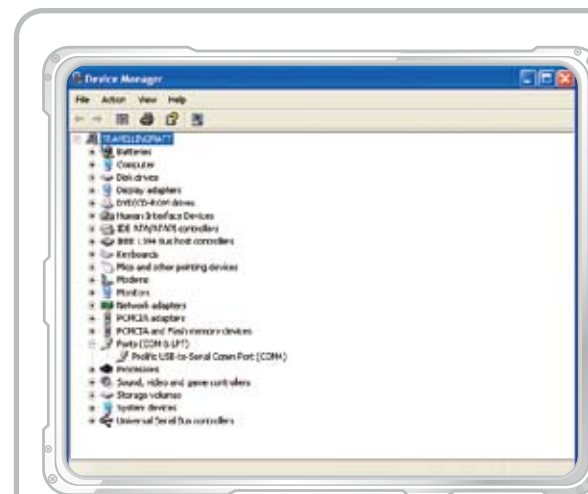 Device Manager
File Action View Help
TRAVELLINGRAFT
Batteries
Computer
Disk drives
Display adapters
DVD/CD-ROM drives
Human Interface Devices
IDE ATA/ATAPI controllers
IEEE 1394 Bus host controllers
Keyboards
Mice and other pointing devices
Modems
Monitors
Network adapters
PCMCIA adapters
PCMCIA and Flash memory devices
Ports (COM & LPT)
Prolific USB-to-Serial Comm Port (COM4)
Processors
Sound, video and game controllers
Storage volumes
System devices
Universal Serial Bus controllers